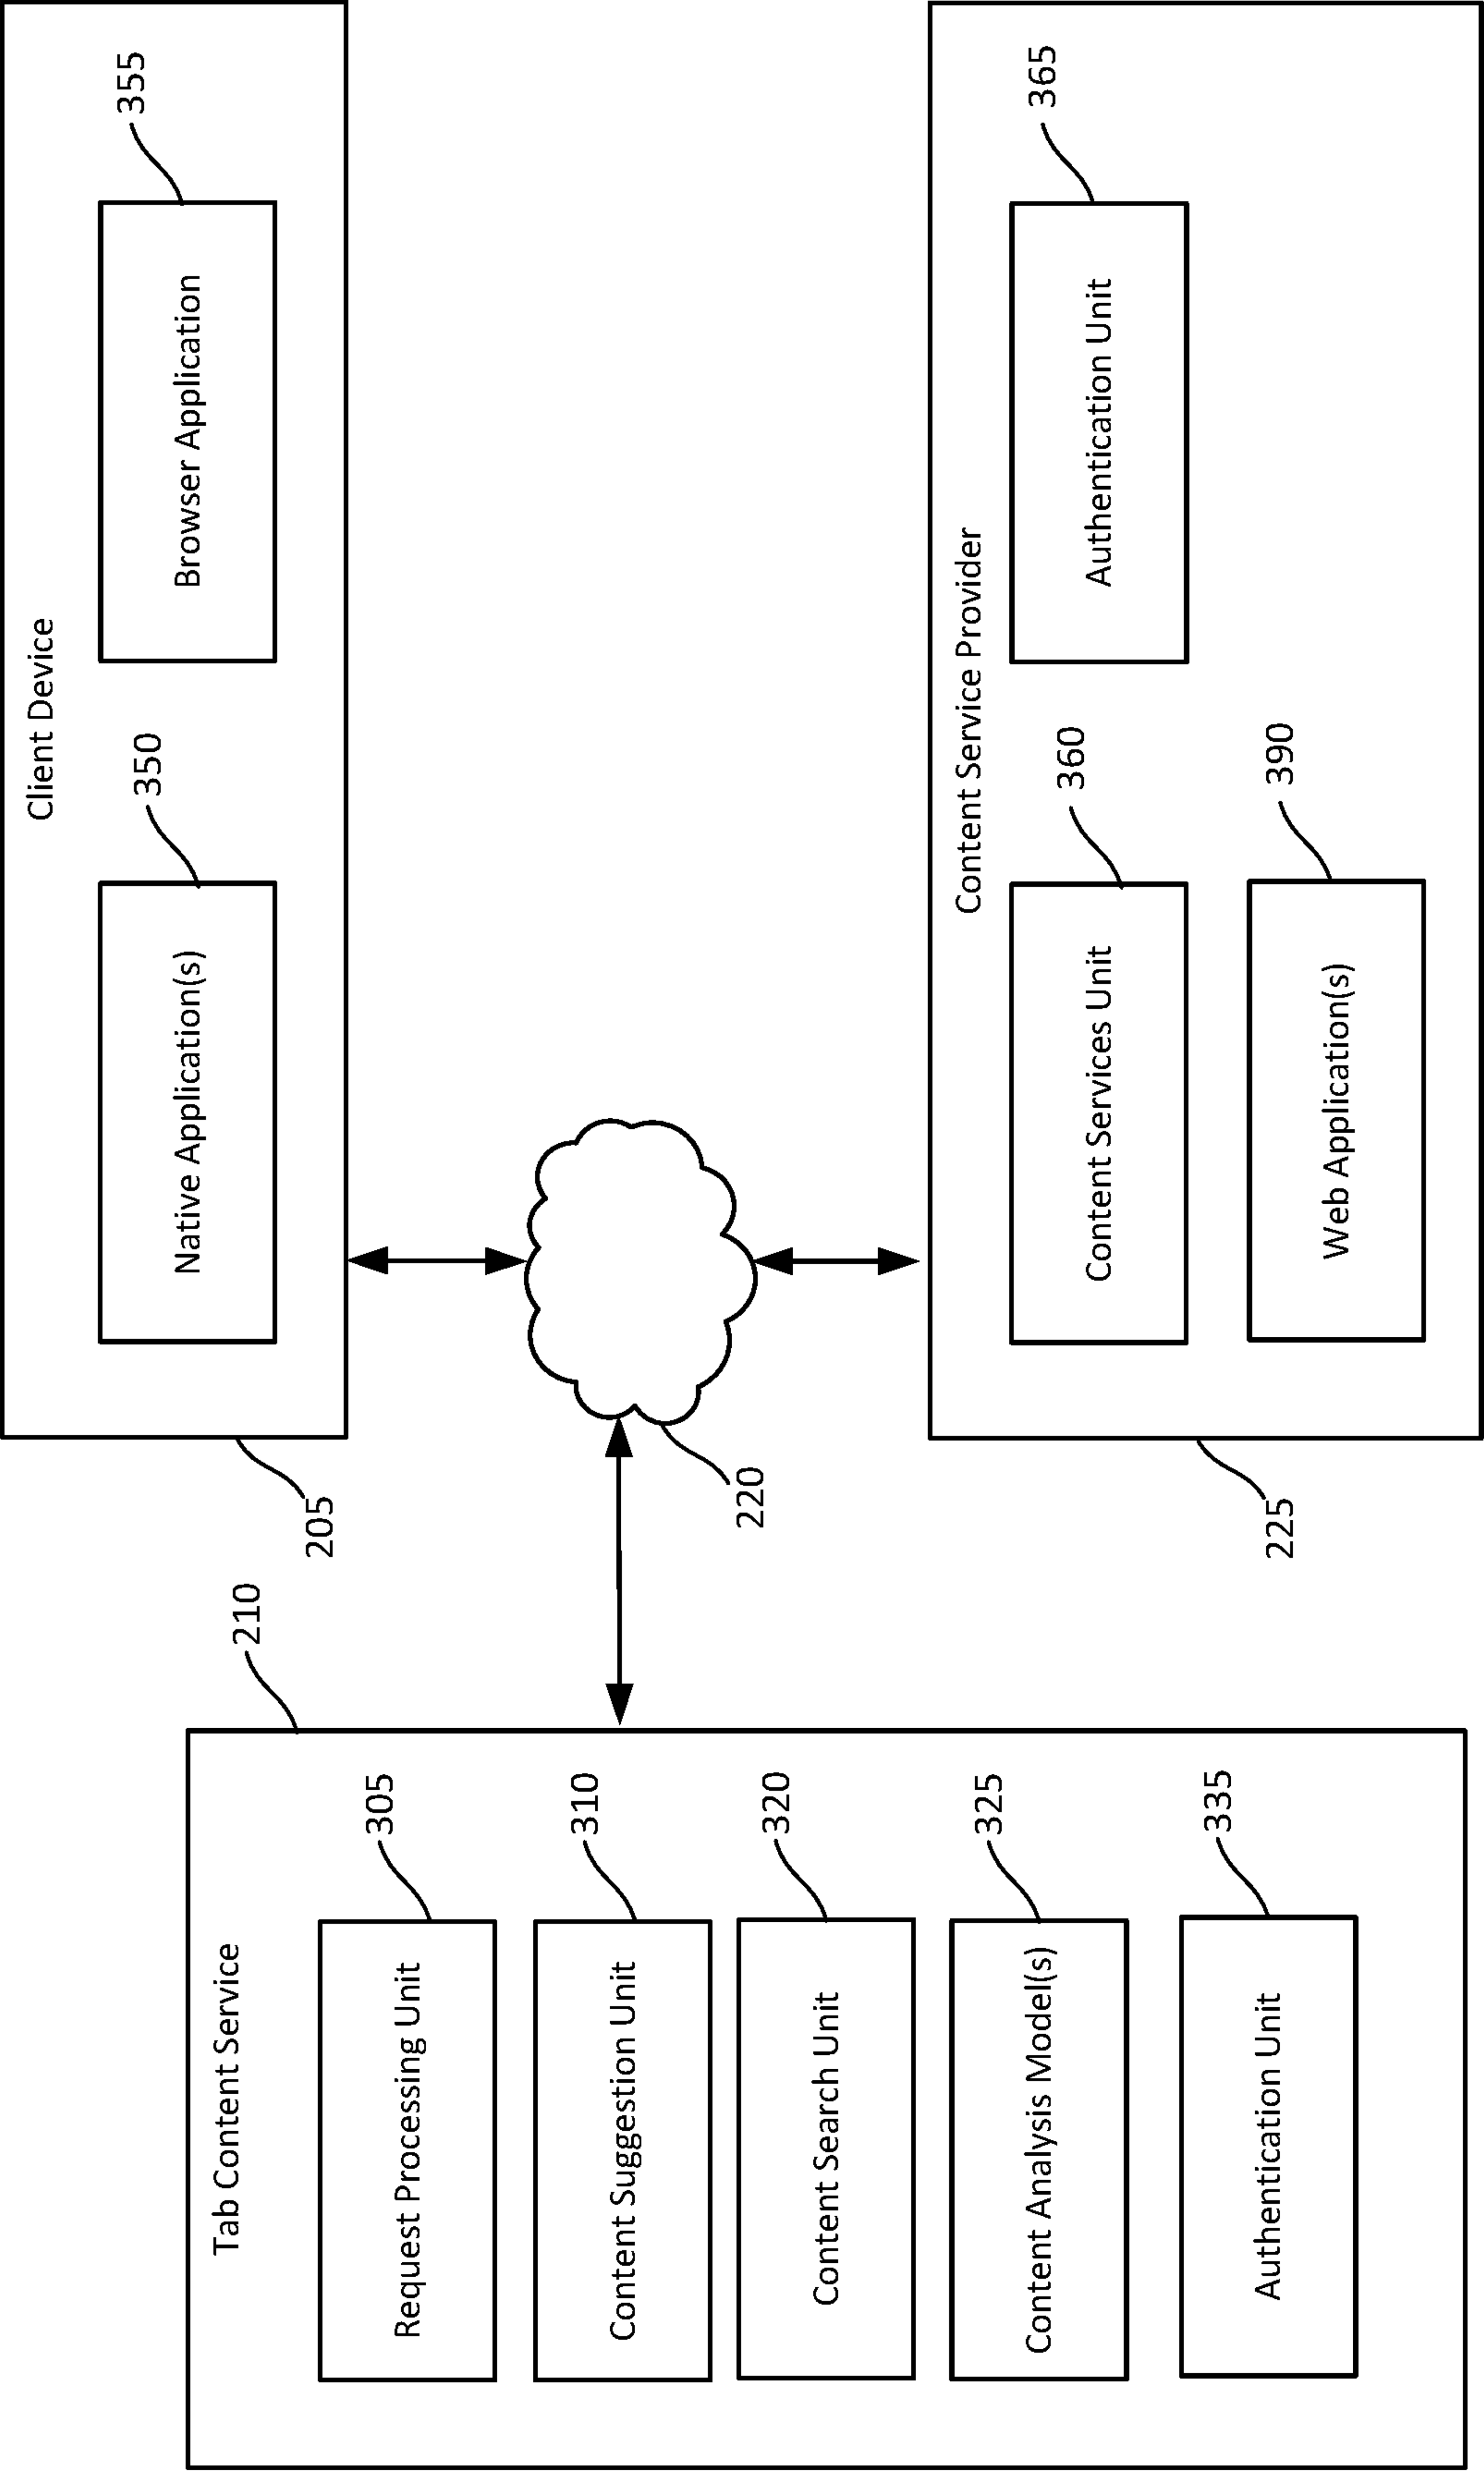 Tab Content Service
210
Request Processing Unit
305
Content Suggestion Unit
310
Content Search Unit
320
Content Analysis Model(s)
325
Authentication Unit
335
205
Client Device
Native Application(s)
350
Browser Application
355
220
225
Content Service Provider
Content Services Unit
360
Authentication Unit
365
Web Application(s)
390